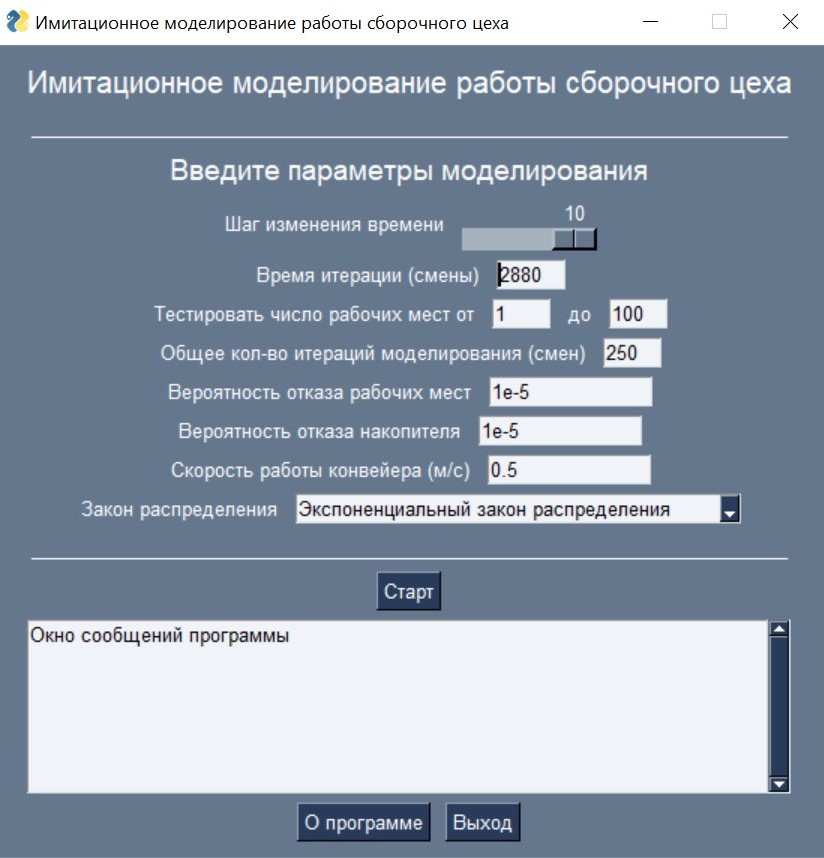 Имитационное моделирование работы сборочного цеха
Имитационное моделирование работы сборочного цеха
Введите параметры моделирования
Шаг изменения времени 10
Время итерации (смены) 2880
Тестировать число рабочих мест от 1 до 100
Общее кол-во итераций моделирования (смен) 250
Вероятность отказа рабочих мест 1e-5
Вероятность отказа накопителя 1e-5
Скорость работы конвейера (м/с) 0.5
Закон распределения Экспоненциальный закон распределения
Старт
Окно сообщений программы
О программе Выход